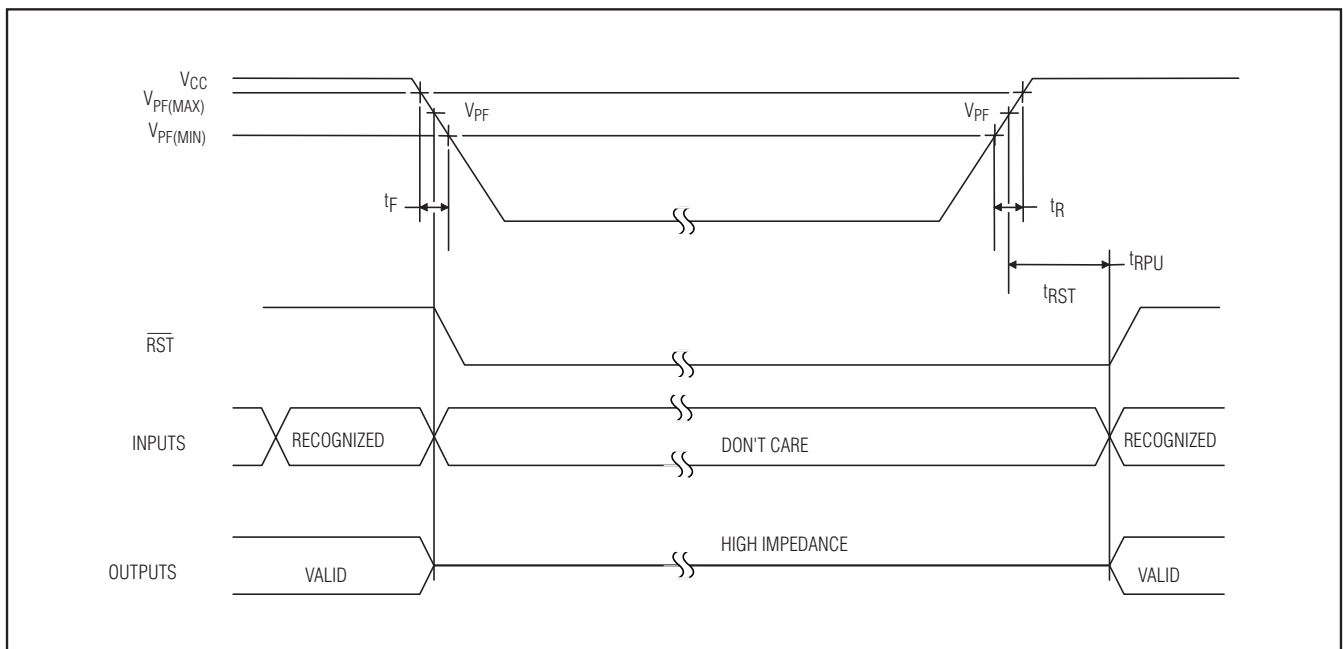 VCC
VPF(MAX)
VPF VPF
VPF(MIN)
tF tR
tRPU
tRST
RST
INPUTS RECOGNIZED DON'T CARE RECOGNIZED
HIGH IMPEDANCE
OUTPUTS VALID VALID